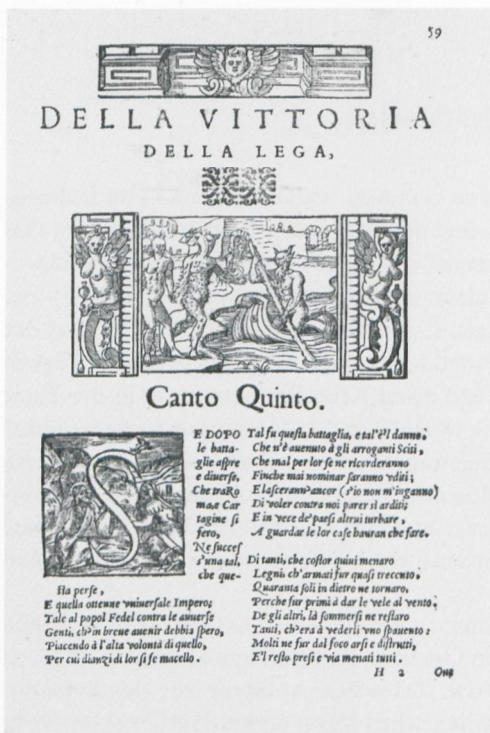 59
DELLA VITTORIA
DELLA LEGA,
Canto Quinto.
SE DOPO
le batta-
glie aspre
e diuerse,
Che tra Ro
ma, e Car
tagine si
fero,
Ne succes
s'una tal,
che que-
sta perse,
E quella ottenne vniuersale Impero;
Tale al popol Fedel contra le auuerse
Genti, ch'in breue auenir debbia spero,
Piacendo à l'alta volontà di quello,
Per cui dianzi di lor si fe macello.
Tal fu questa battaglia, e tal'è'l danno;
Che n'è auenuto à gli arroganti Sciti,
Che mal per lor se ne ricorderanno
Finche mai nominar saranno vditi;
E lascerann'ancor (s'io non m'inganno)
Di voler contra noi parer sì arditi;
E in vece de' paesi altrui turbare,
A guardar le lor case hauran che fare.
Di tanti, che costor quiui menaro
Legni, ch'armati fur quasi trecento,
Quaranta soli in dietre ne tornaro,
Perche fur primi à dar le vele al vento;
De gli altri, là sommersi ne restaro
Tanti, ch'era à vederli vno spauento:
Molti ne fur dal foco arsi e distrutti,
E'l resto presi e via menati tutti.
H 2 One